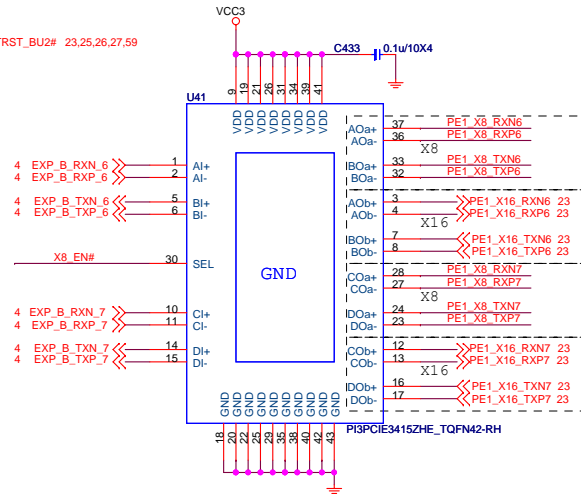 VCC3
TRST_BU2# 23,25,26,27,59
C433 0.1u/10X4
U41
9 19 21 26 31 34 39 41
VDD VDD VDD VDD VDD VDD VDD VDD
4 EXP_B_RXN_6 1 AI+
4 EXP_B_RXP_6 2 AI-
4 EXP_B_TXN_6 5 BI+
4 EXP_B_TXP_6 6 BI-
X8_EN# 30 SEL
4 EXP_B_RXN_7 10 CI+
4 EXP_B_RXP_7 11 CI-
4 EXP_B_TXN_7 14 DI+
4 EXP_B_TXP_7 15 DI-
GND
AOa+ 37 PE1_X8_RXN6
AOa- 36 PE1_X8_RXP6
X8
BOa+ 33 PE1_X8_TXN6
BOa- 32 PE1_X8_TXP6
AOb+ 3 PE1_X16_RXN6 23
AOb- 4 PE1_X16_RXP6 23
X16
BOb+ 7 PE1_X16_TXN6 23
BOb- 8 PE1_X16_TXP6 23
COa+ 28 PE1_X8_RXN7
COa- 27 PE1_X8_RXP7
X8
DOa+ 24 PE1_X8_TXN7
DOa- 23 PE1_X8_TXP7
COb+ 12 PE1_X16_RXN7 23
COb- 13 PE1_X16_RXP7 23
X16
DOb+ 16 PE1_X16_TXN7 23
DOb- 17 PE1_X16_TXP7 23
GND GND GND GND GND GND GND GND GND GND
18 20 22 25 29 35 38 40 42 43
PI3PCIE3415ZHE_TQFN42-RH